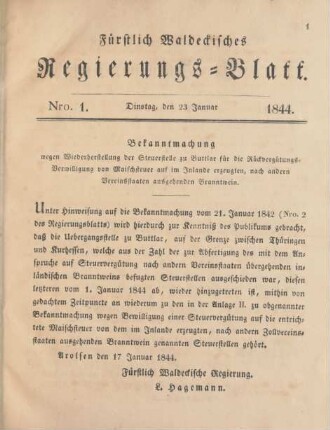 1
Fürstlich Waldeckisches
Regierungs-Blatt.
Nro. 1. Dinstag, den 23 Januar 1844.
Bekanntmachung
wegen Wiederherstellung der Steuerstelle zu Buttlar für die Rückvergütungs-
Verwilligung von Maischsteuer auf im Inlande erzeugten, nach andern
Vereinsstaaten ausgehenden Branntwein.
Unter Hinweisung auf die Bekanntmachung vom 21. Januar 1842 (Nro. 2
des Regierungsblatts) wird hierdurch zur Kenntniß des Publikums gebracht,
daß die Uebergangsstelle zu Buttlar, auf der Grenze zwischen Thüringen
und Kurhessen, welche aus der Zahl der zur Abfertigung des mit dem An-
spruche auf Steuervergütung nach andern Vereinsstaaten übergehenden in-
ländischen Branntweins befugten Steuerstellen ausgeschieden war, diesen
letztern vom 1. Januar 1844 ab, wieder hinzugetreten ist, mithin von
gedachtem Zeitpuncte an wiederum zu den in der Anlage II. zu obgenannter
Bekanntmachung wegen Bewilligung einer Steuervergütung auf die entrich-
tete Maischsteuer von dem im Inlande erzeugten, nach andern Zollvereins-
staaten ausgehenden Branntwein genannten Steuerstellen gehört.
Arolsen den 17 Januar 1844.
Fürstlich Waldeckische Regierung.
L. Hagemann.